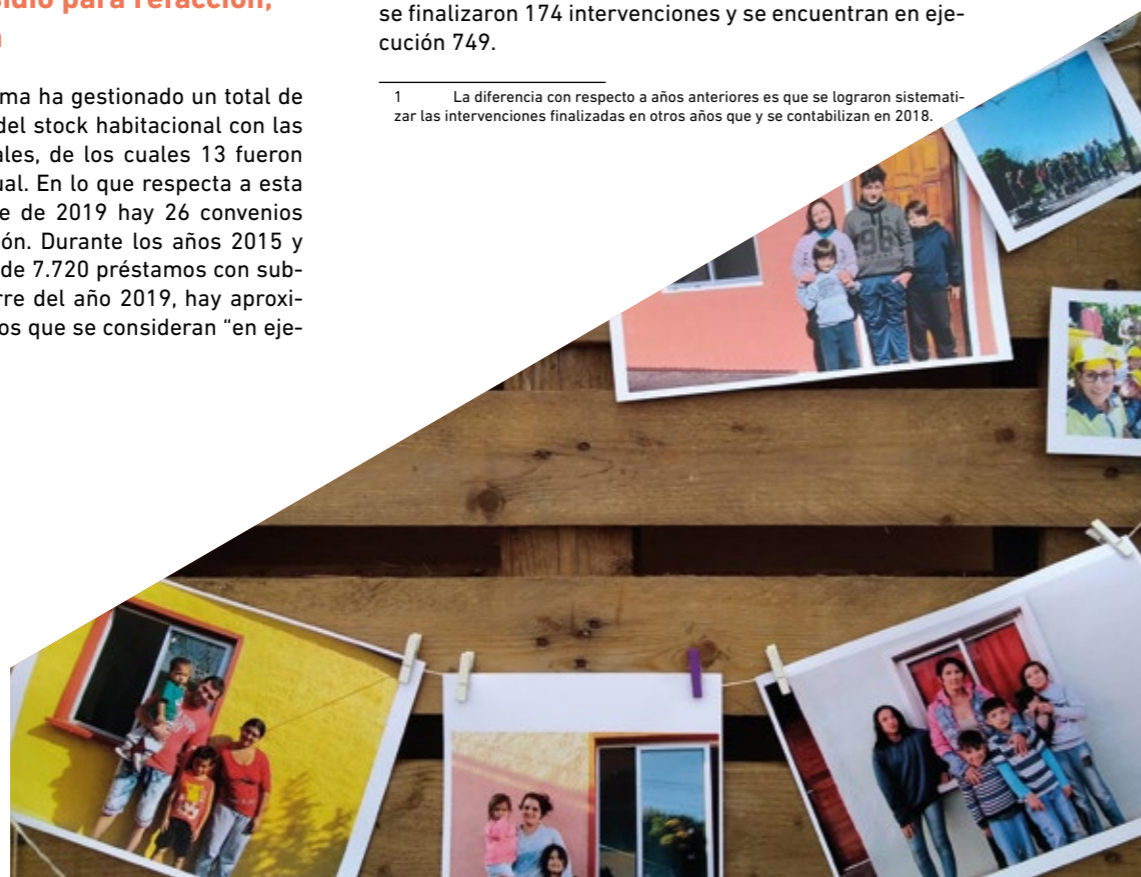 para refacción,
ma ha gestionado un total de
del stock habitacional con las
ales, de los cuales 13 fueron
ual. En lo que respecta a esta
e de 2019 hay 26 convenios
ón. Durante los años 2015 y
de 7.720 préstamos con sub-
rre del año 2019, hay aproxi-
os que se consideran “en eje-
se finalizaron 174 intervenciones y se encuentran en eje-
cución 749.
1 La diferencia con respecto a años anteriores es que se lograron sistemati-
zar las intervenciones finalizadas en otros años que y se contabilizan en 2018.
96